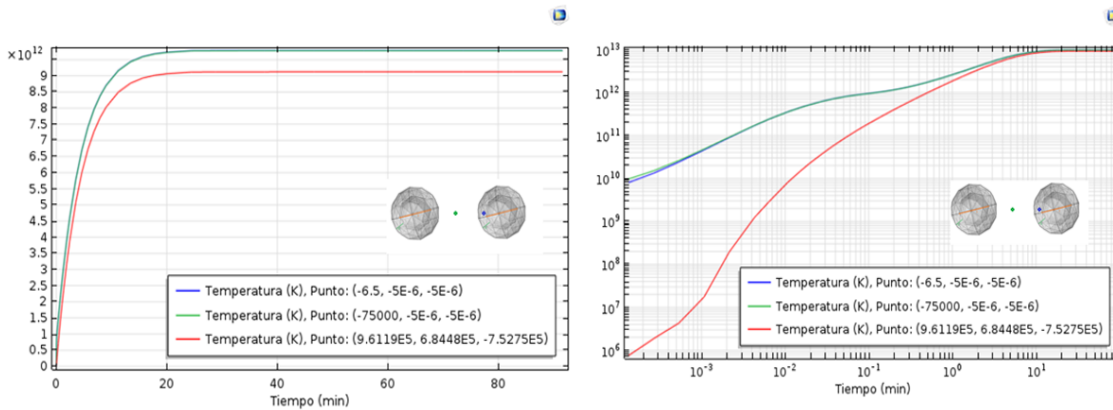 ×10¹²
9
8.5
8
7.5
7
6.5
6
5.5
5
4.5
4
3.5
3
2.5
2
1.5
1
0.5
0
0 20 40 60 80
Tiempo (min)
Temperatura (K), Punto: (-6.5, -5E-6, -5E-6)
Temperatura (K), Punto: (-75000, -5E-6, -5E-6)
Temperatura (K), Punto: (9.6119E5, 6.8448E5, -7.5275E5)
10¹³
10¹²
10¹¹
10¹⁰
10⁹
10⁸
10⁷
10⁶
10⁻³ 10⁻² 10⁻¹ 10⁰ 10¹
Tiempo (min)
Temperatura (K), Punto: (-6.5, -5E-6, -5E-6)
Temperatura (K), Punto: (-75000, -5E-6, -5E-6)
Temperatura (K), Punto: (9.6119E5, 6.8448E5, -7.5275E5)